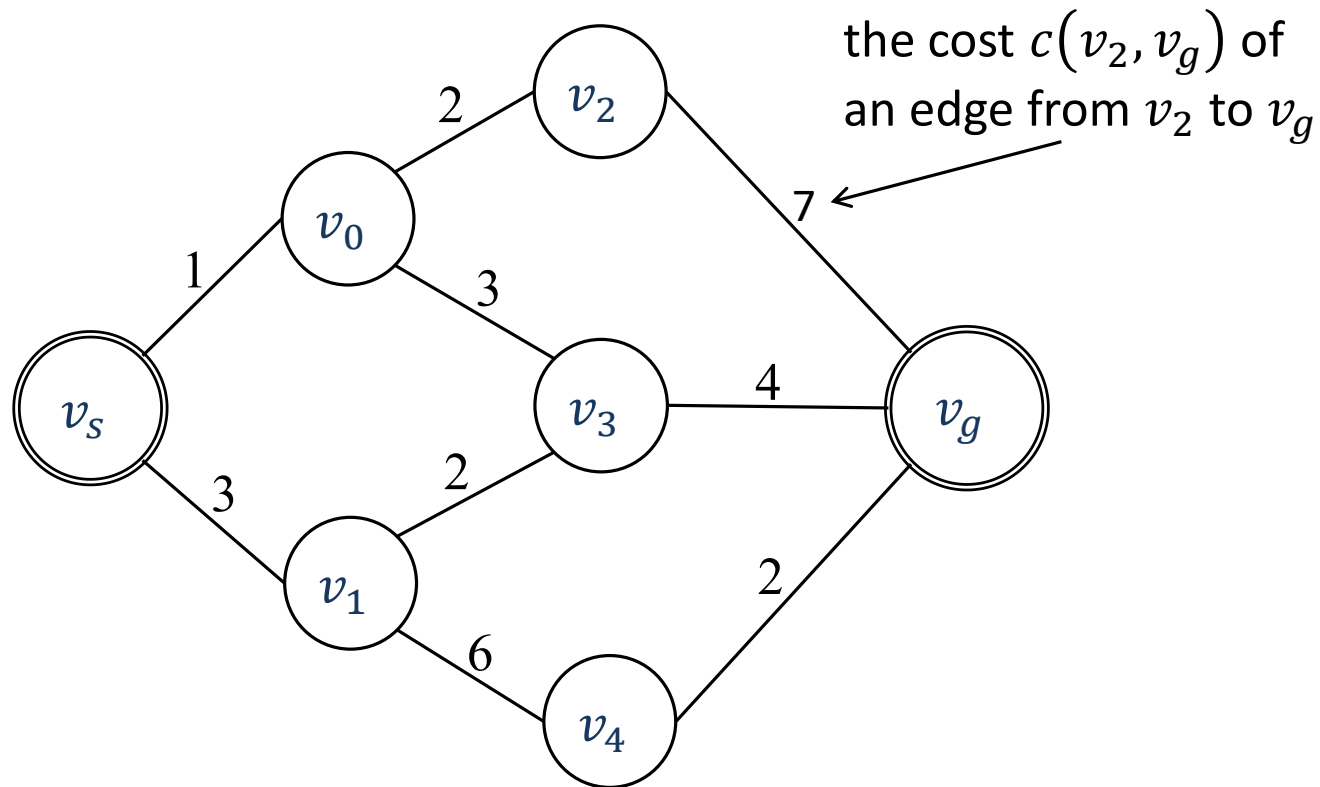 the cost c(v₂, v_g) of
an edge from v₂ to v_g
2
v₂
7
v₀
1
3
v_s
v₃
4
v_g
3
2
v₁
2
6
v₄